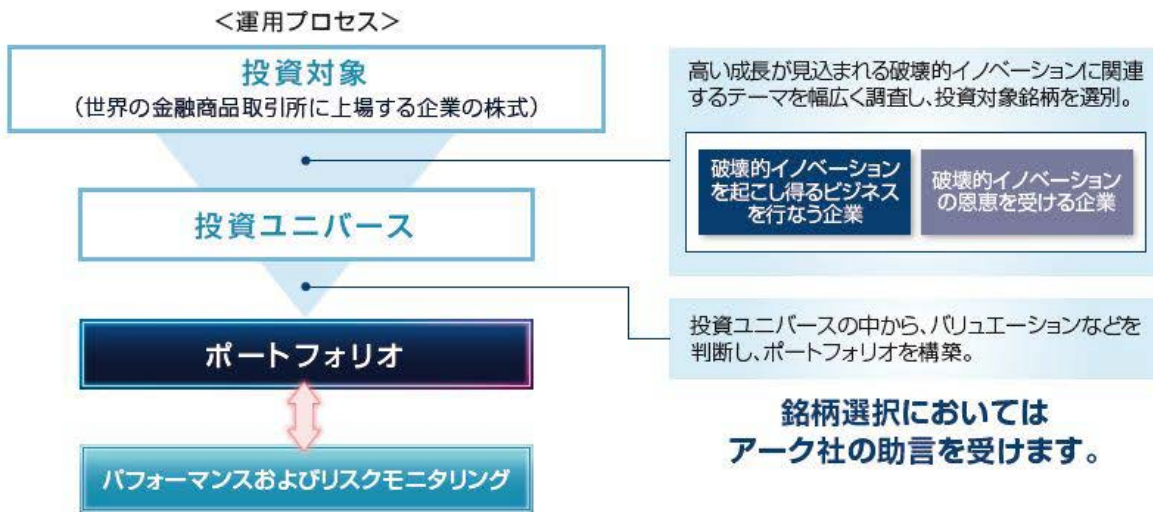 ＜運用プロセス＞
投資対象
（世界の金融商品取引所に上場する企業の株式）
高い成長が見込まれる破壊的イノベーションに関連
するテーマを幅広く調査し、投資対象銘柄を選別。
破壊的イノベーション
を起こし得るビジネス
を行なう企業
破壊的イノベーション
の恩恵を受ける企業
投資ユニバース
投資ユニバースの中から、バリュエーションなどを
判断し、ポートフォリオを構築。
ポートフォリオ
銘柄選択においては
アーク社の助言を受けます。
パフォーマンスおよびリスクモニタリング